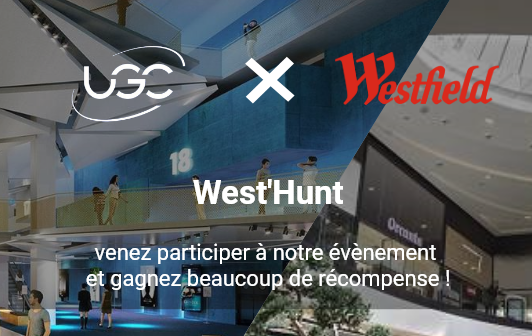 UGC
Westfield
18
West'Hunt
venez participer à notre évènement
et gagnez beaucoup de récompense !